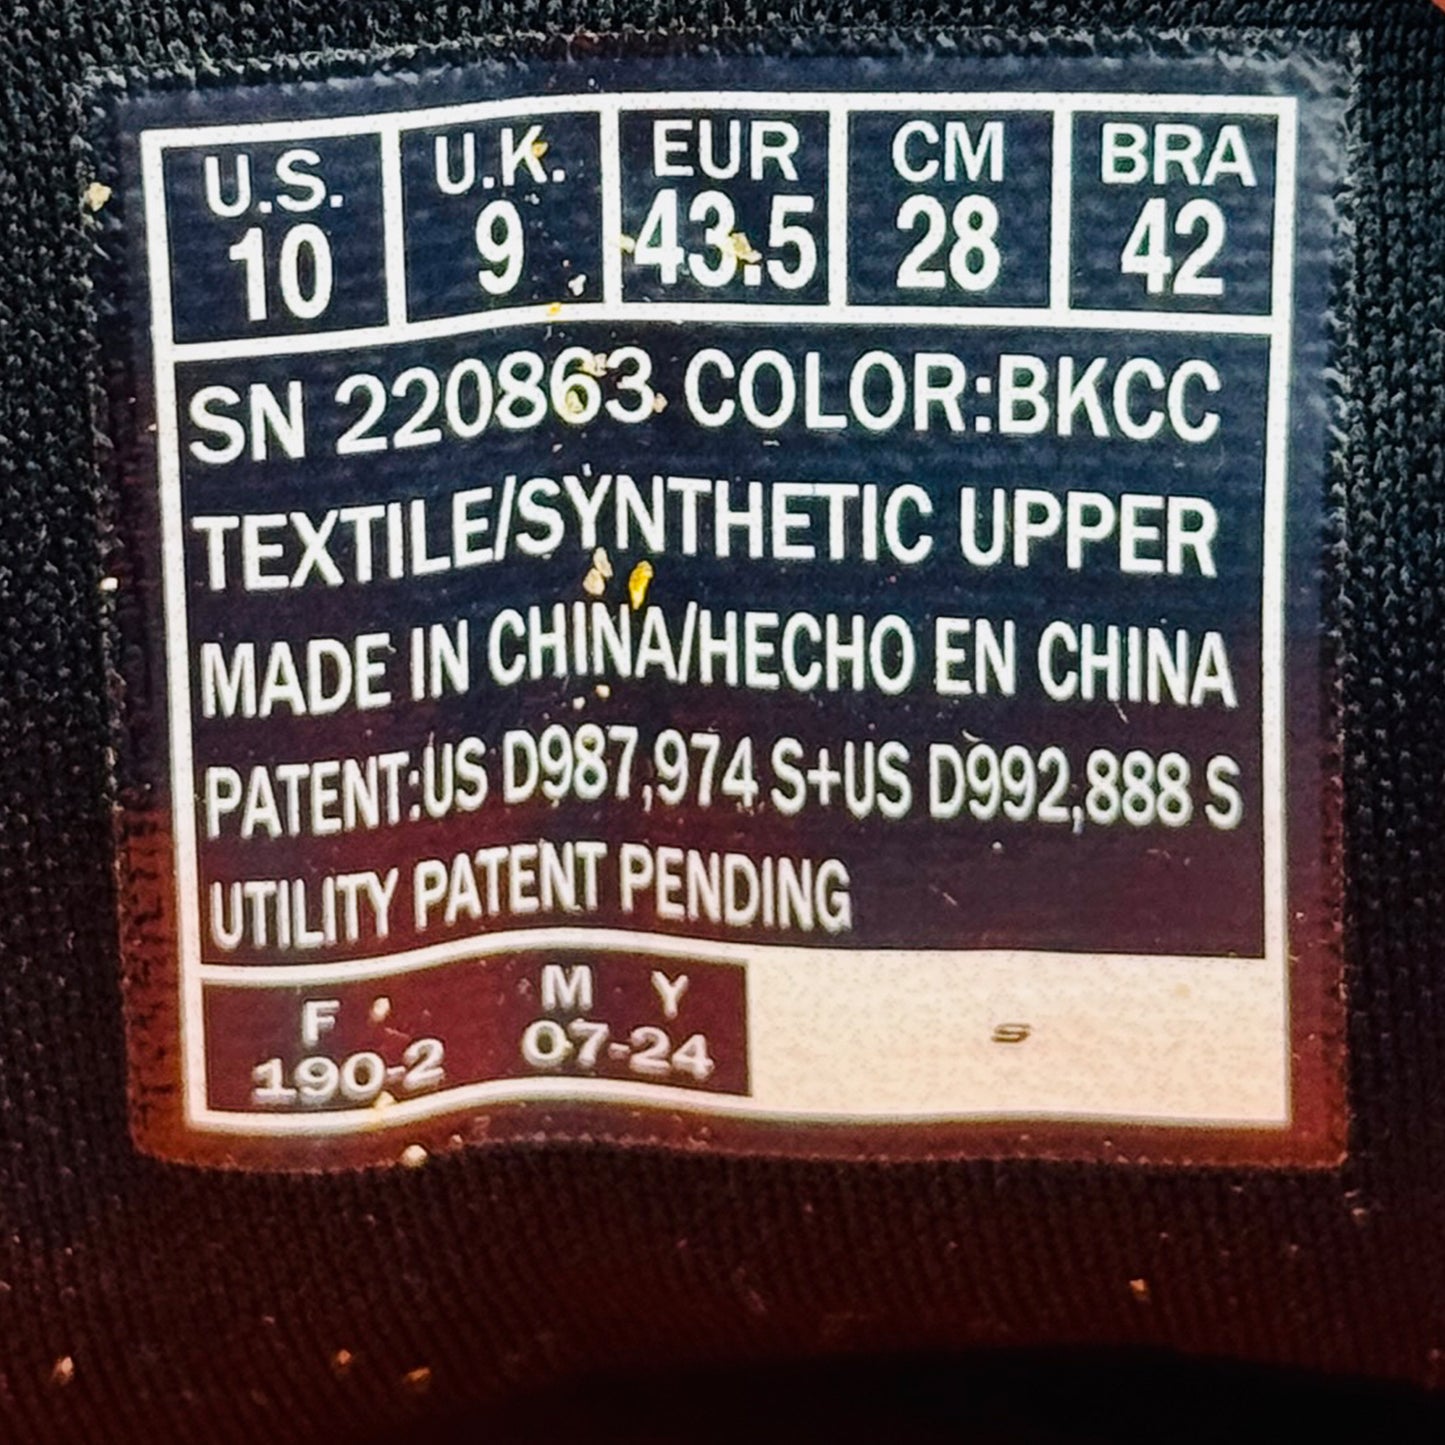 U.S. U.K. EUR CM BRA
10 9 43.5 28 42
SN 220863 COLOR:BKCC
TEXTILE/SYNTHETIC UPPER
MADE IN CHINA/HECHO EN CHINA
PATENT:US D987,974 S+US D992,888 S
UTILITY PATENT PENDING
F M Y
190-2 07-24
S